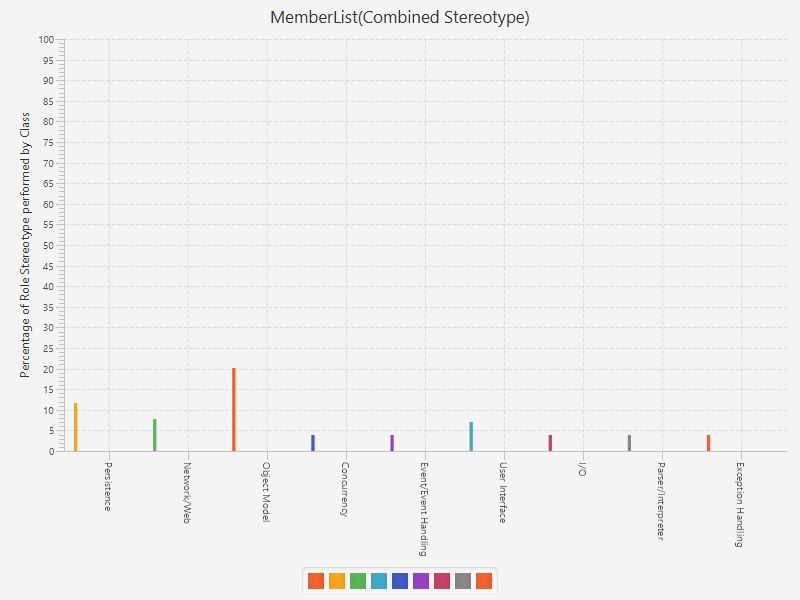 MemberList(Combined Stereotype)
Percentage of Role Stereotype performed by Class
100
95
90
85
80
75
70
65
60
55
50
45
40
35
30
25
20
15
10
5
0
Persistence
Network/Web
Object Model
Concurrency
Event/Event Handling
User Interface
I/O
Parser/Interpreter
Exception Handling